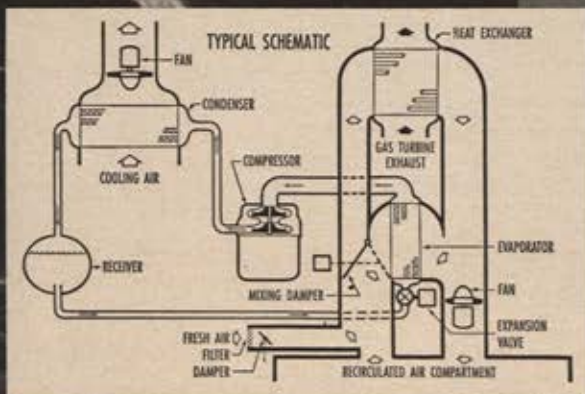 TYPICAL SCHEMATIC
HEAT EXCHANGER
FAN
CONDENSER
COOLING AIR
COMPRESSOR
GAS TURBINE
EXHAUST
EVAPORATOR
RECEIVER
MIXING DAMPER
FAN
EXPANSION
VALVE
FRESH AIR
FILTER
DAMPER
RECIRCULATED AIR COMPARTMENT